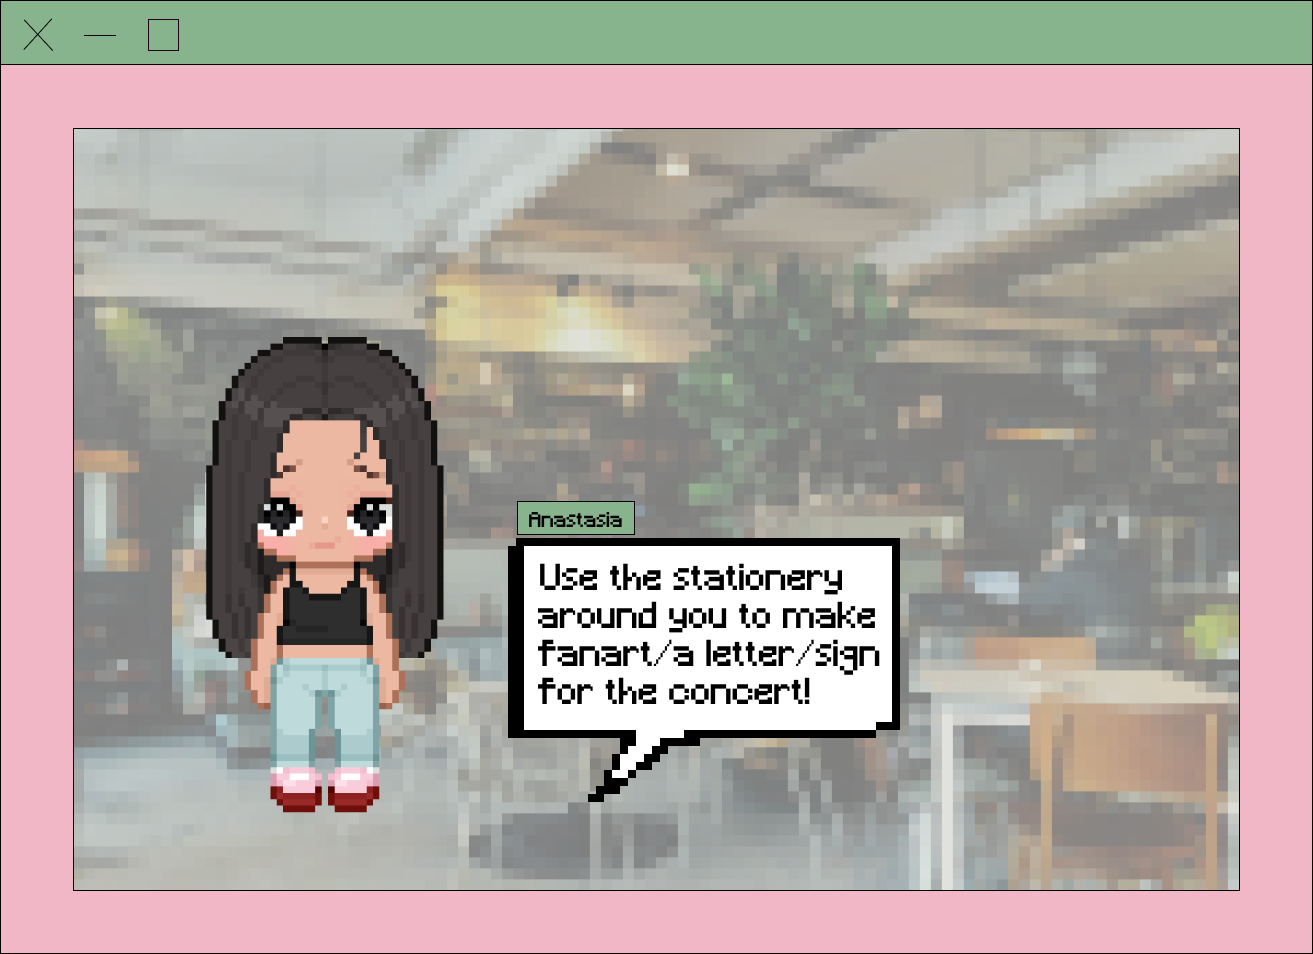 Anastasia
Use the stationery
around you to make
fanart/a letter/sign
for the concert!